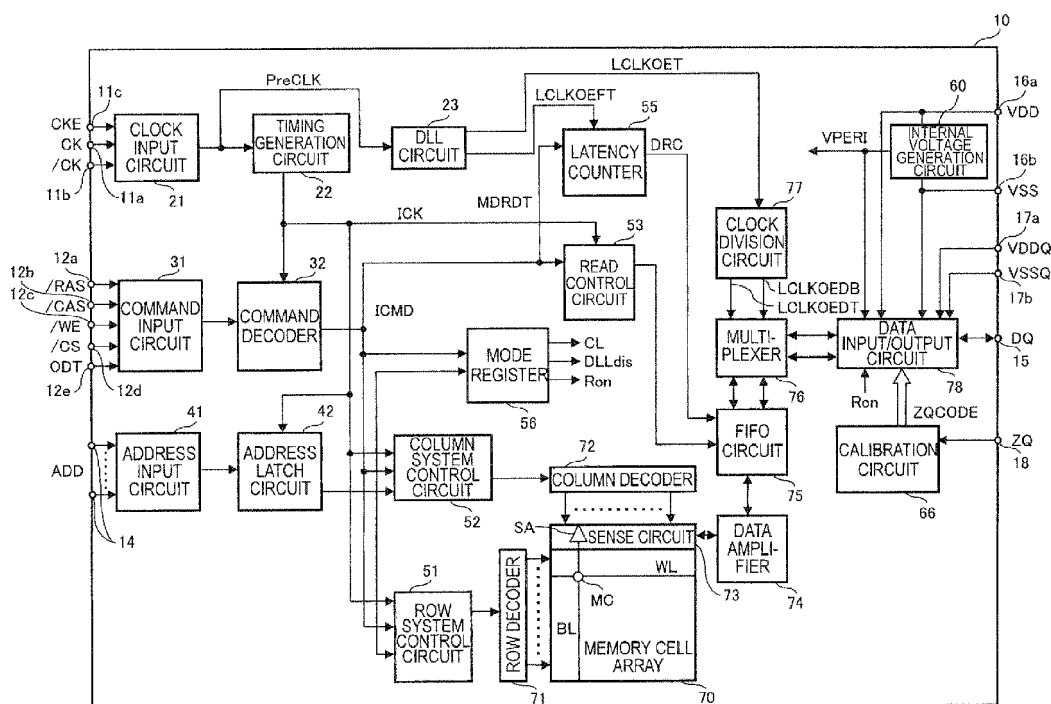 10
PreCLK
LCLKOET
11c
CKE
CK
/CK
11b
11a
CLOCK
INPUT
CIRCUIT
21
TIMING
GENERATION
CIRCUIT
22
23
DLL
CIRCUIT
LCLKOEFT
55
LATENCY
COUNTER
DRC
MDRDT
ICK
60
INTERNAL
VOLTAGE
GENERATION
CIRCUIT
VPERI
16a
VDD
16b
VSS
17a
VDDQ
VSSQ
17b
77
CLOCK
DIVISION
CIRCUIT
LCLKOEDB
LCLKOEDT
12a
/RAS
12b
/CAS
12c
/WE
/CS
ODT
12d
12e
31
COMMAND
INPUT
CIRCUIT
32
COMMAND
DECODER
ICMD
53
READ
CONTROL
CIRCUIT
MODE
REGISTER
56
CL
DLLdis
Ron
MULTI-
PLEXER
76
DATA
INPUT/OUTPUT
CIRCUIT
78
DQ
15
Ron
ZQCODE
ADD
14
41
ADDRESS
INPUT
CIRCUIT
42
ADDRESS
LATCH
CIRCUIT
COLUMN
SYSTEM
CONTROL
CIRCUIT
52
72
COLUMN DECODER
FIFO
CIRCUIT
75
CALIBRATION
CIRCUIT
66
ZQ
18
SA
SENSE CIRCUIT
73
DATA
AMPLI-
FIER
74
51
ROW
SYSTEM
CONTROL
CIRCUIT
ROW DECODER
71
WL
MC
BL
MEMORY CELL
ARRAY
70